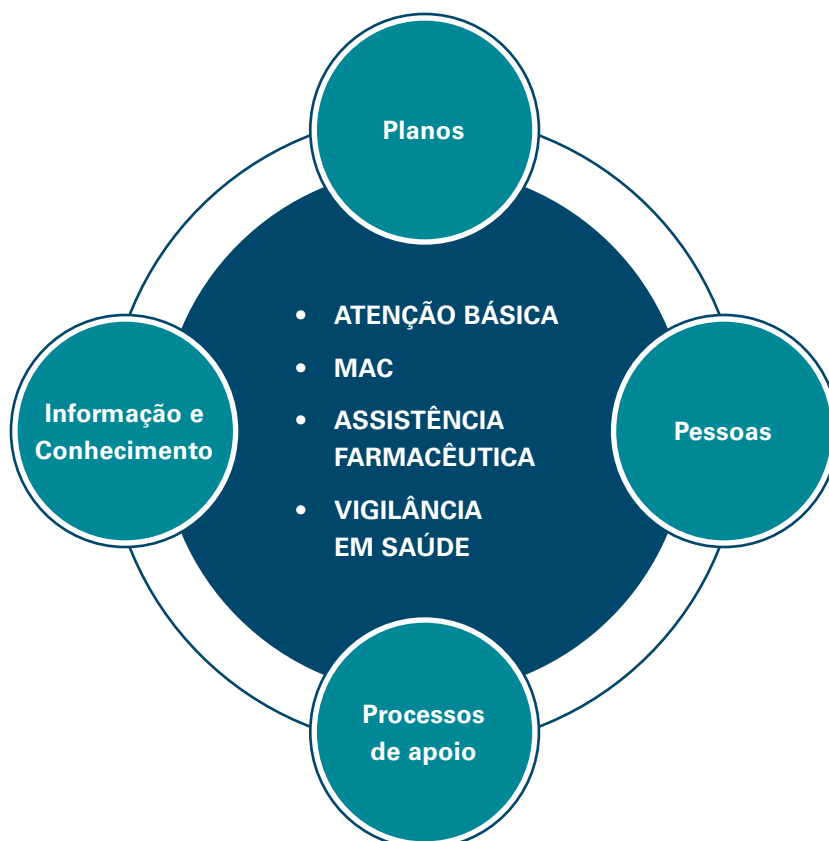 Planos
• ATENÇÃO BÁSICA
• MAC
• ASSISTÊNCIA
FARMACÊUTICA
• VIGILÂNCIA
EM SAÚDE
Informação e
Conhecimento
Pessoas
Processos
de apoio